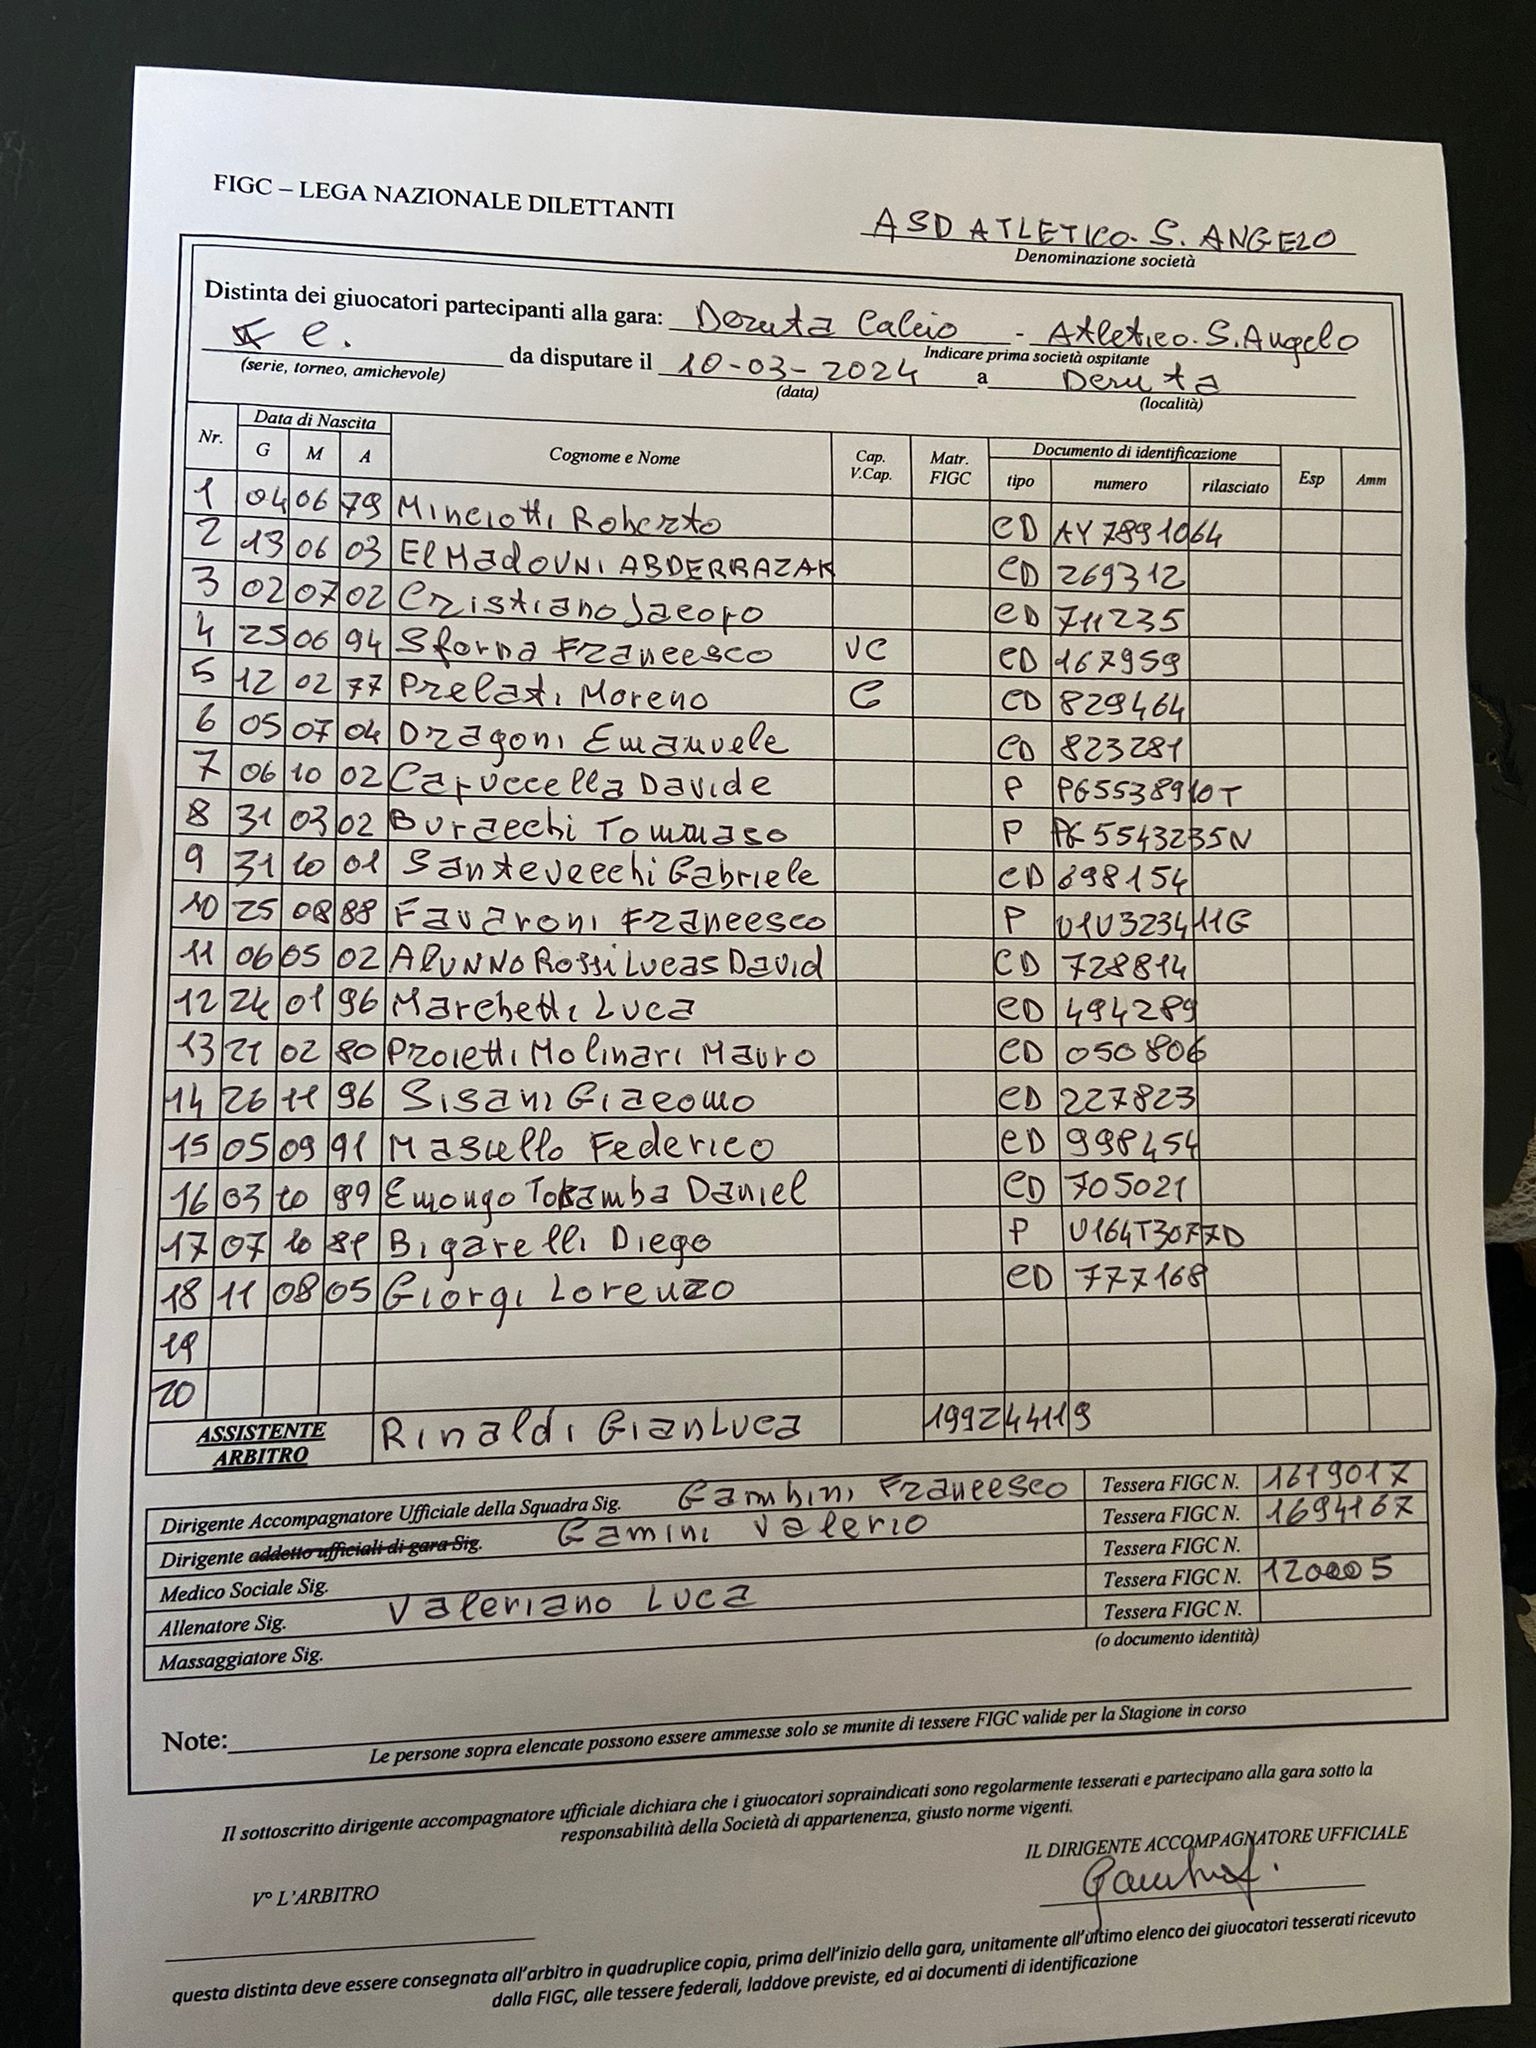 FIGC – LEGA NAZIONALE DILETTANTI
ASD ATLETICO S. ANGELO
Denominazione società
Distinta dei giuocatori partecipanti alla gara: Deruta Calcio - Atletico S. Angelo
Indicare prima società ospitante
C. da disputare il 10-03-2024 a Deruta
(serie, torneo, amichevole) (data) (località)
Nr. Data di Nascita Cognome e Nome Cap. V.Cap. Matr. FIGC Documento di identificazione Esp Amm
G M A tipo numero rilasciato
1 04 06 79 Minciotti Roberto CD AY 7891064
2 13 06 03 El Madouni ABDERRAZAK CD 269312
3 02 07 02 Cristiano Jacopo CD 711235
4 25 06 94 Sforna Francesco VC CD 167959
5 12 02 77 Prelati Moreno C CD 829464
6 05 07 04 Dragoni Emanuele CD 823281
7 06 10 02 Capuccella Davide P PG5538910T
8 31 03 02 Buracchi Tommaso P PG5543235N
9 31 10 01 Santevecchi Gabriele CD 698154
10 25 08 88 Favaroni Francesco P U1U323411G
11 06 05 02 Alunno Rossi Lucas David CD 728814
12 24 01 96 Marchetti Luca CD 494289
13 21 02 80 Proietti Molinari Mauro CD 050806
14 26 11 96 Sisani Giacomo CD 227823
15 05 09 91 Masiello Federico CD 998454
16 03 10 99 Emongo Daniel CD 705021
17 07 10 Bigarelli Diego P U164T3077D
18 11 08 05 Giorgi Lorenzo CD 777168
19
20
ASSISTENTE ARBITRO Rinaldi Gianluca 199244119
Dirigente Accompagnatore Ufficiale della Squadra Sig. Gambini Francesco Tessera FIGC N. 1619017
Dirigente addetto ufficiali di gara Sig. Gamini Valerio Tessera FIGC N. 1694167
Medico Sociale Sig. Tessera FIGC N.
Allenatore Sig. Valeriano Luca Tessera FIGC N. 120005
Massaggiatore Sig. Tessera FIGC N.
(o documento identità)
Note:
Le persone sopra elencate possono essere ammesse solo se munite di tessere FIGC valide per la Stagione in corso
Il sottoscritto dirigente accompagnatore ufficiale dichiara che i giuocatori sopraindicati sono regolarmente tesserati e partecipano alla gara sotto la
responsabilità della Società di appartenenza, giusto norme vigenti.
IL DIRIGENTE ACCOMPAGNATORE UFFICIALE
V° L'ARBITRO
questa distinta deve essere consegnata all'arbitro in quadruplice copia, prima dell'inizio della gara, unitamente all'ultimo elenco dei giuocatori tesserati ricevuto
dalla FIGC, alle tessere federali, laddove previste, ed ai documenti di identificazione